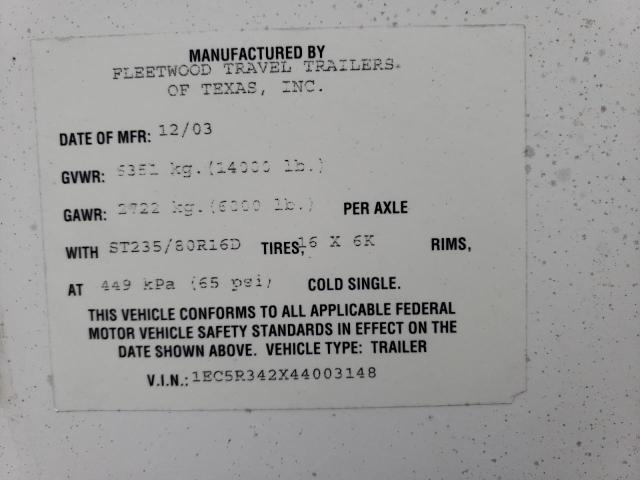 MANUFACTURED BY
FLEETWOOD TRAVEL TRAILERS
OF TEXAS, INC.
DATE OF MFR: 12/03
GVWR: 6351 kg.(14000 lb.)
GAWR: 2722 kg.(6000 lb.) PER AXLE
WITH ST235/80R16D TIRES, 16 X 6K RIMS,
AT 449 kPa (65 psi) COLD SINGLE.
THIS VEHICLE CONFORMS TO ALL APPLICABLE FEDERAL
MOTOR VEHICLE SAFETY STANDARDS IN EFFECT ON THE
DATE SHOWN ABOVE. VEHICLE TYPE: TRAILER
V.I.N.: 1EC5R342X44003148